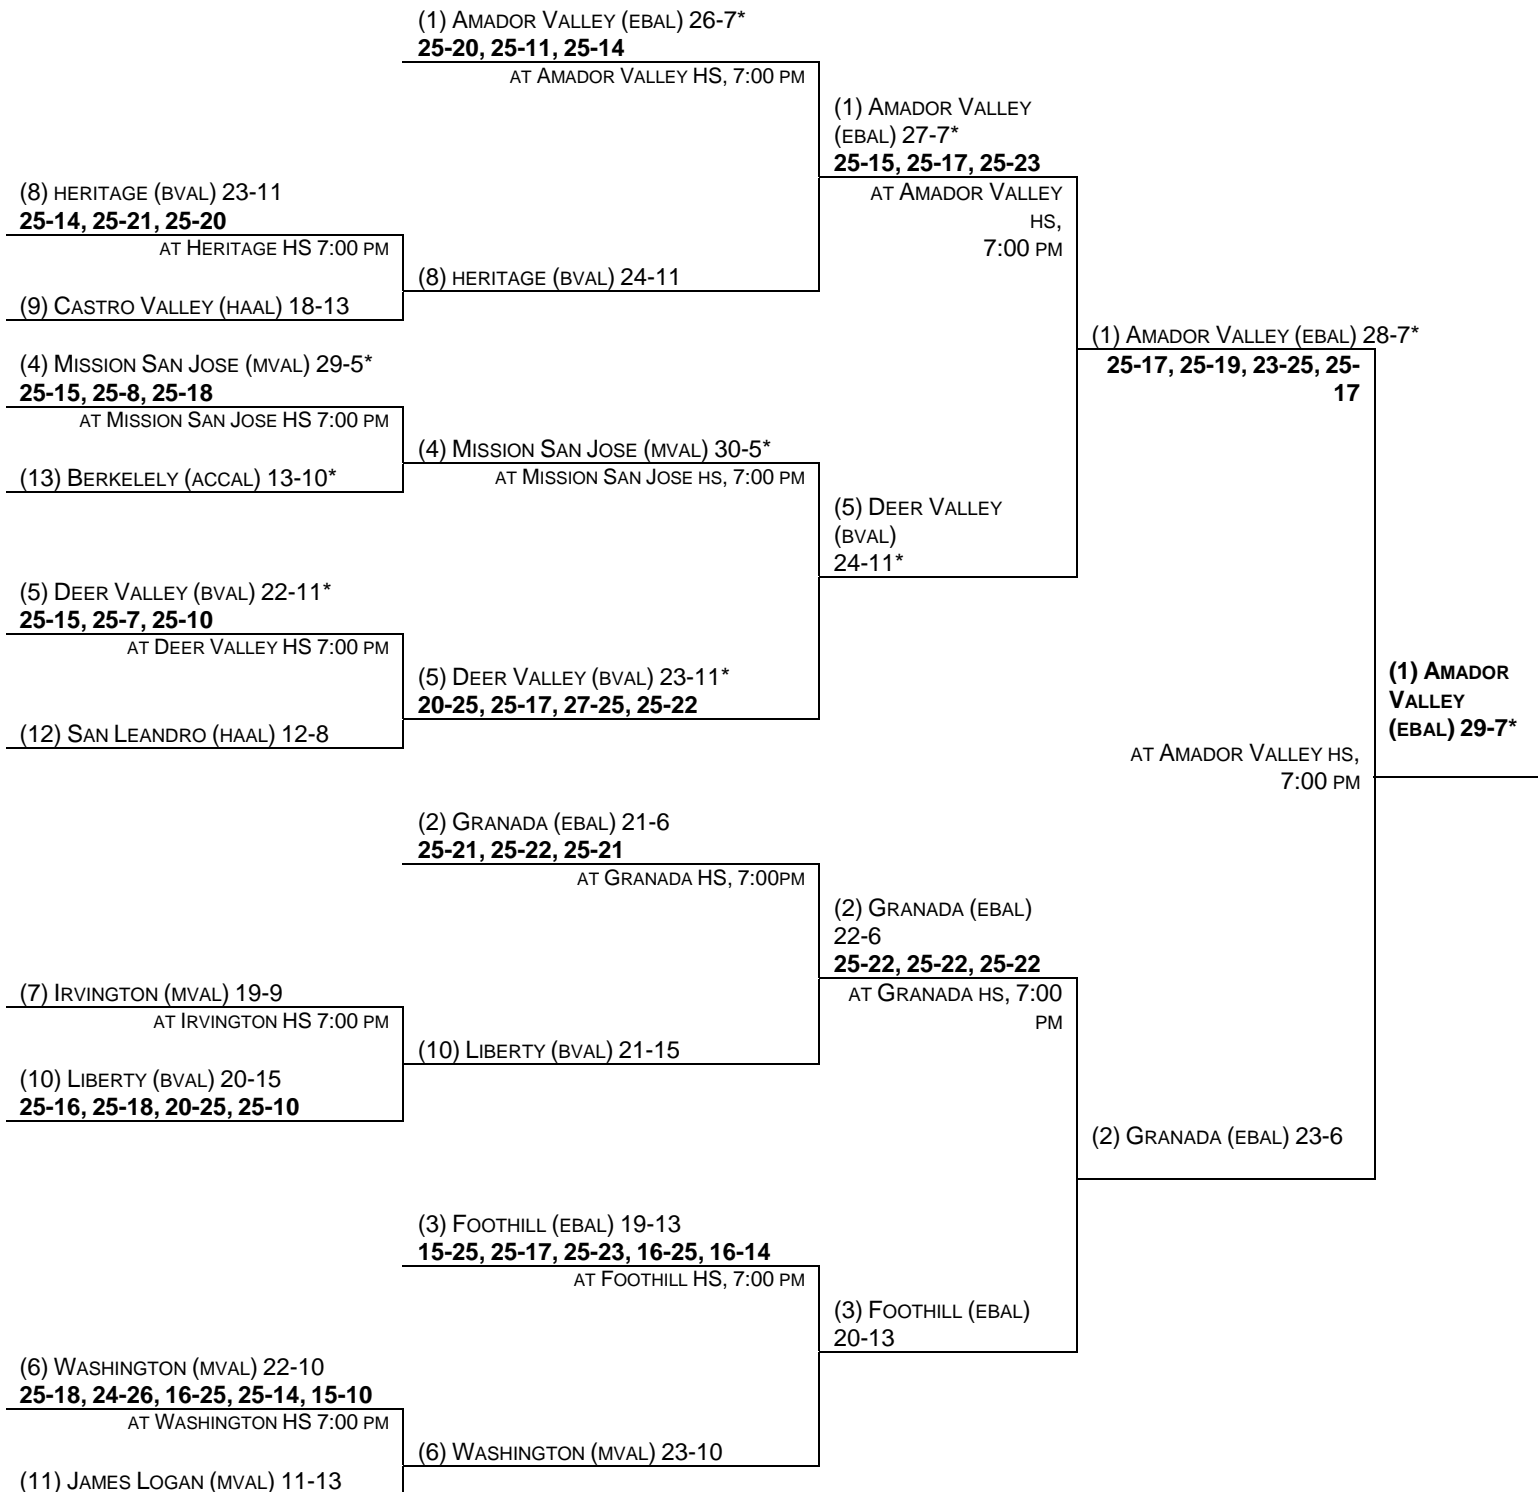 (1) AMADOR VALLEY (EBAL) 26-7*
25-20, 25-11, 25-14
AT AMADOR VALLEY HS, 7:00 PM
(8) HERITAGE (BVAL) 23-11
25-14, 25-21, 25-20
AT HERITAGE HS 7:00 PM
(9) CASTRO VALLEY (HAAL) 18-13
(8) HERITAGE (BVAL) 24-11
(4) MISSION SAN JOSE (MVAL) 29-5*
25-15, 25-8, 25-18
AT MISSION SAN JOSE HS 7:00 PM
(13) BERKELELY (ACCAL) 13-10*
(4) MISSION SAN JOSE (MVAL) 30-5*
AT MISSION SAN JOSE HS, 7:00 PM
(5) DEER VALLEY (BVAL) 22-11*
25-15, 25-7, 25-10
AT DEER VALLEY HS 7:00 PM
(12) SAN LEANDRO (HAAL) 12-8
(5) DEER VALLEY (BVAL) 23-11*
20-25, 25-17, 27-25, 25-22
(1) AMADOR VALLEY
(EBAL) 27-7*
25-15, 25-17, 25-23
AT AMADOR VALLEY
HS,
7:00 PM
(5) DEER VALLEY
(BVAL)
24-11*
(1) AMADOR VALLEY (EBAL) 28-7*
25-17, 25-19, 23-25, 25-
17
AT AMADOR VALLEY HS,
7:00 PM
(1) AMADOR
VALLEY
(EBAL) 29-7*
(2) GRANADA (EBAL) 21-6
25-21, 25-22, 25-21
AT GRANADA HS, 7:00PM
(7) IRVINGTON (MVAL) 19-9
AT IRVINGTON HS 7:00 PM
(10) LIBERTY (BVAL) 20-15
25-16, 25-18, 20-25, 25-10
(10) LIBERTY (BVAL) 21-15
(2) GRANADA (EBAL)
22-6
25-22, 25-22, 25-22
AT GRANADA HS, 7:00
PM
(2) GRANADA (EBAL) 23-6
(3) FOOTHILL (EBAL) 19-13
15-25, 25-17, 25-23, 16-25, 16-14
AT FOOTHILL HS, 7:00 PM
(3) FOOTHILL (EBAL)
20-13
(6) WASHINGTON (MVAL) 22-10
25-18, 24-26, 16-25, 25-14, 15-10
AT WASHINGTON HS 7:00 PM
(6) WASHINGTON (MVAL) 23-10
(11) JAMES LOGAN (MVAL) 11-13